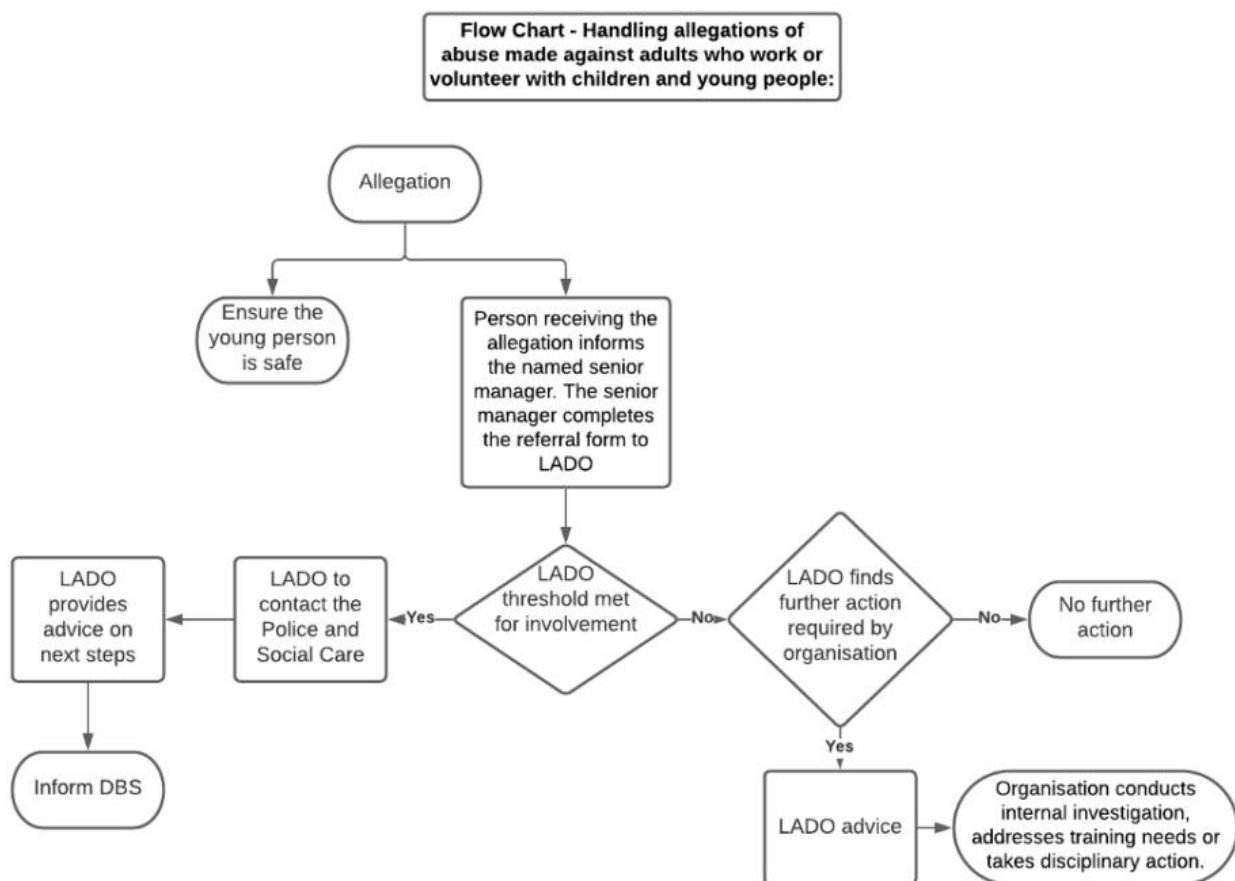 Flow Chart - Handling allegations of
abuse made against adults who work or
volunteer with children and young people:
Allegation
Ensure the
young person
is safe
Person receiving the
allegation informs
the named senior
manager. The senior
manager completes
the referral form to
LADO
LADO
threshold met
for involvement
Yes
LADO to
contact the
Police and
Social Care
LADO
provides
advice on
next steps
Inform DBS
No
LADO finds
further action
required by
organisation
No
No further
action
Yes
LADO advice
Organisation conducts
internal investigation,
addresses training needs or
takes disciplinary action.